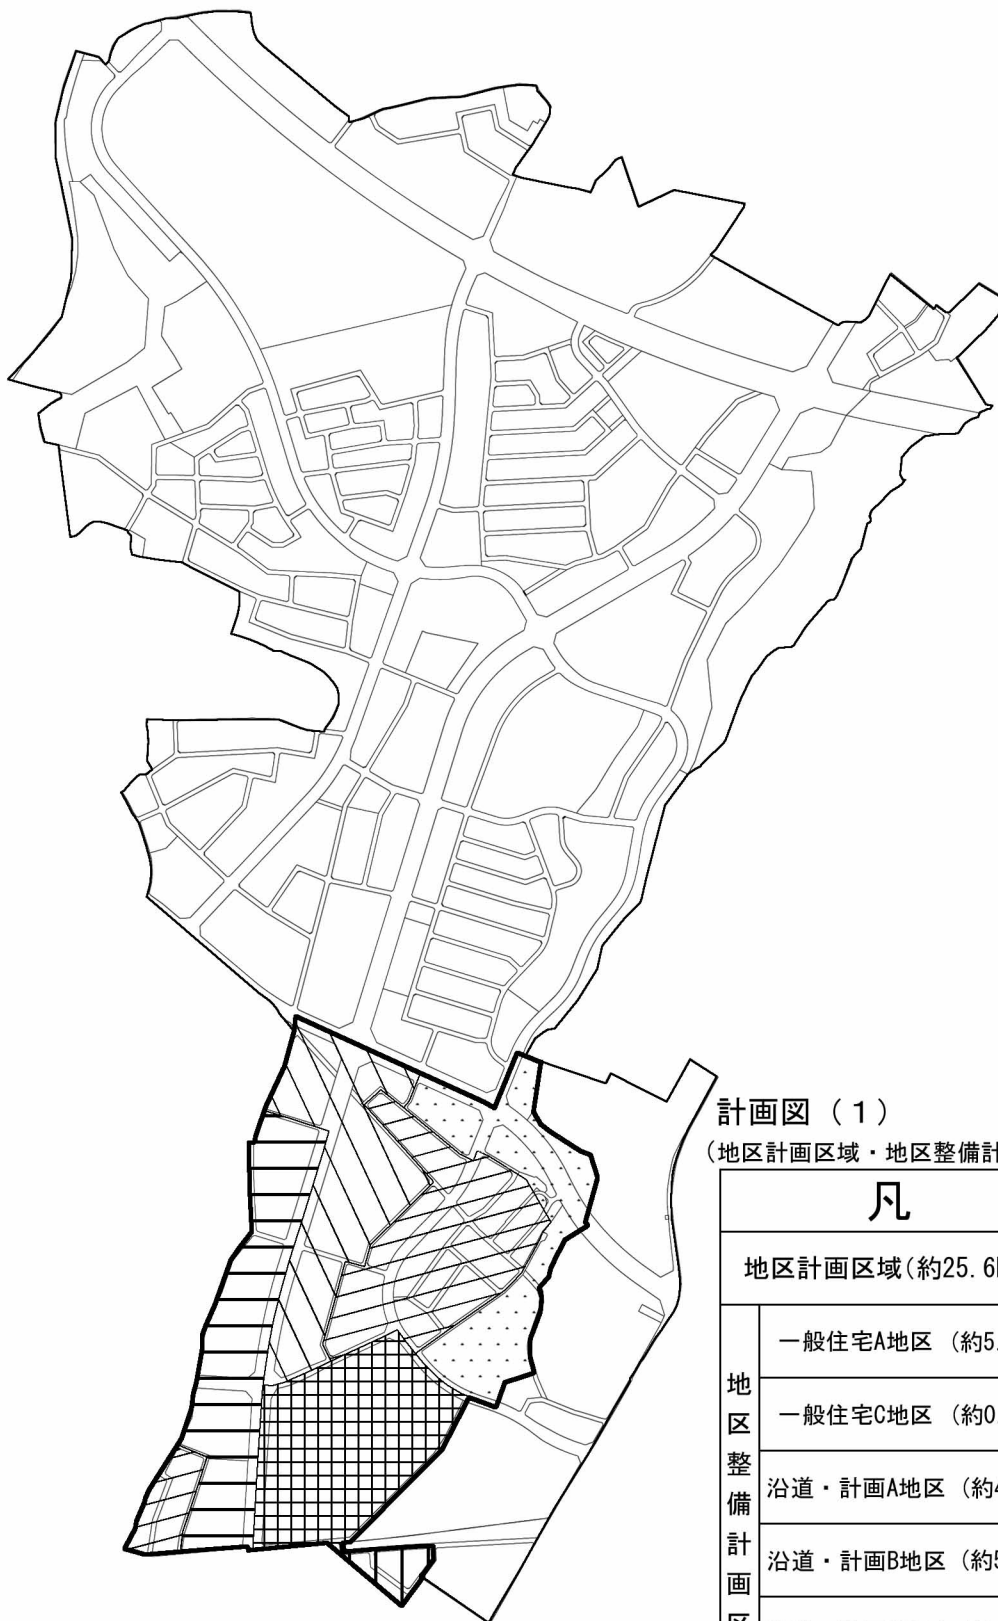 計画図（１）
（地区計画区域・地区整備計
凡
地区計画区域（約25.6
地区整備計画区
一般住宅A地区（約5.
一般住宅C地区（約0.
沿道・計画A地区（約4
沿道・計画B地区（約5